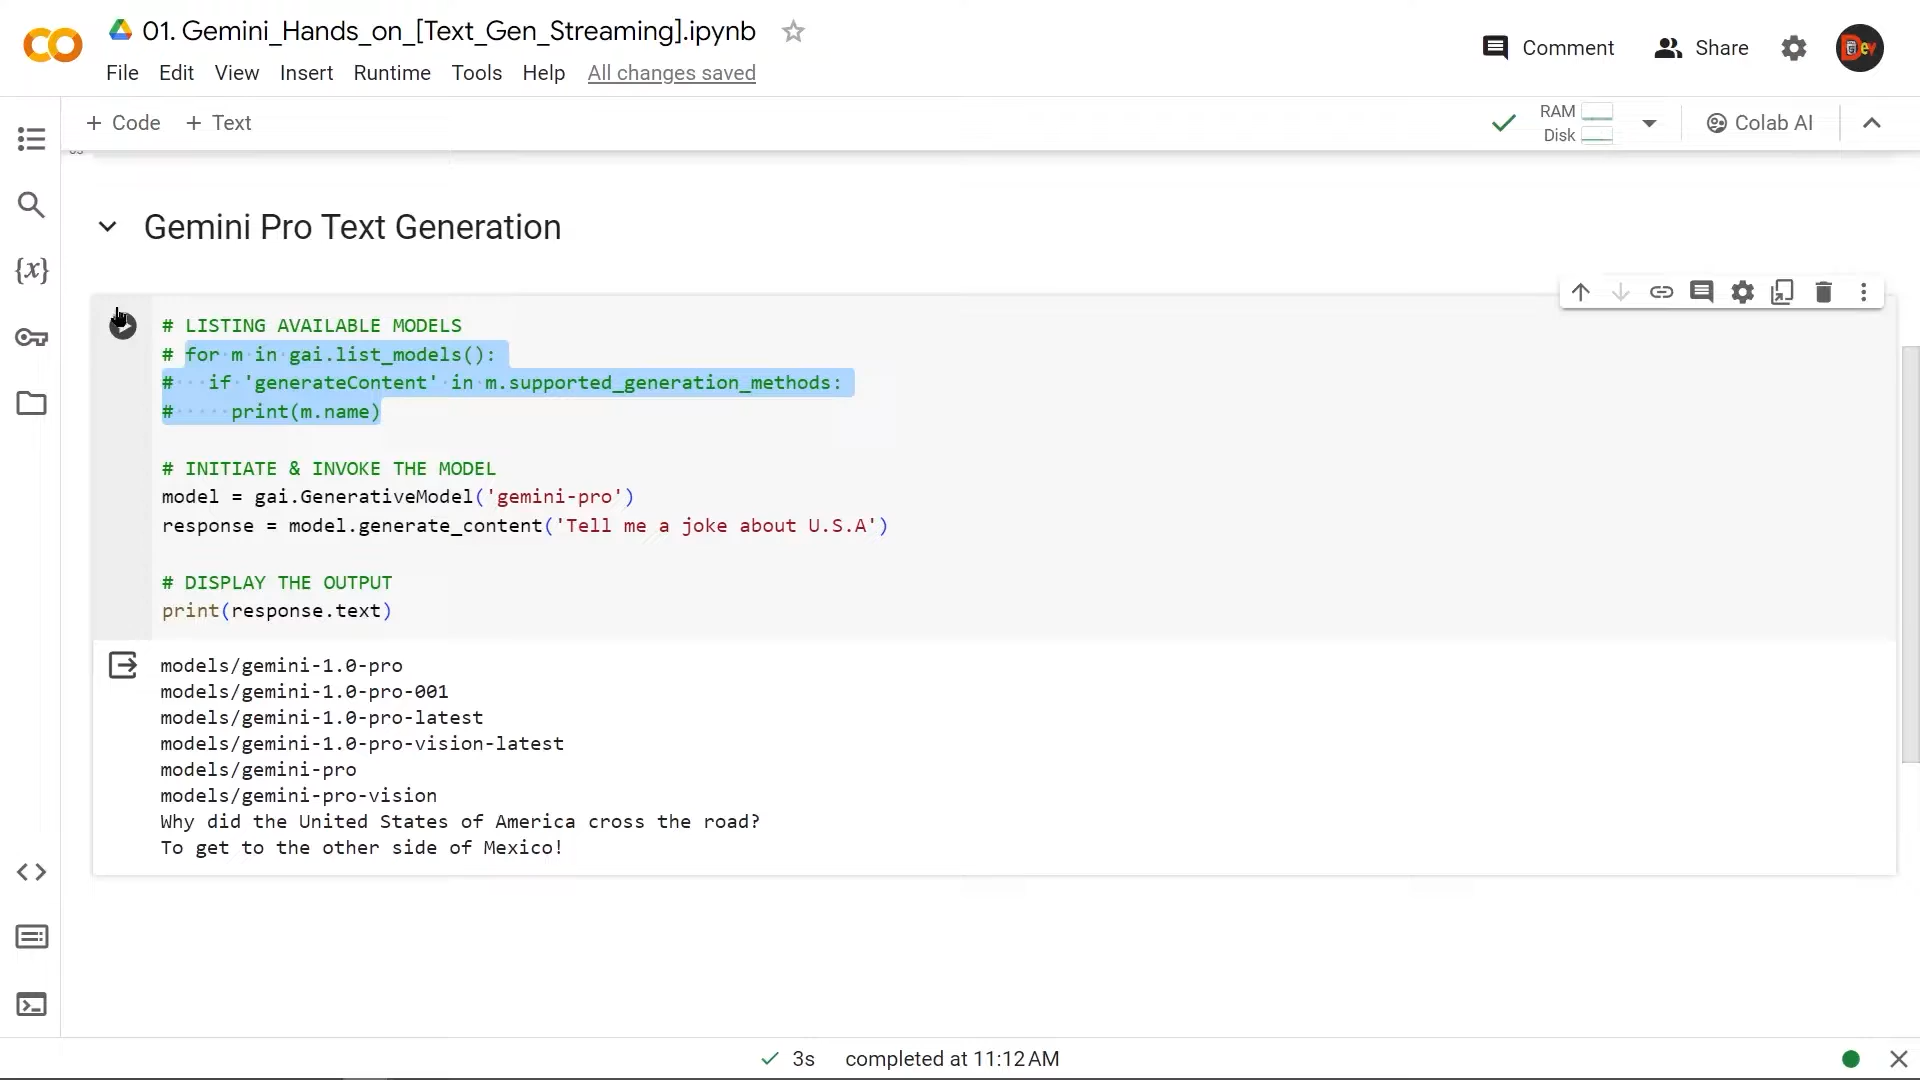 01. Gemini_Hands_on_[Text_Gen_Streaming].ipynb
Comment
Share
File Edit View Insert Runtime Tools Help All changes saved
+ Code + Text
RAM
Disk
Colab AI
{x}
Gemini Pro Text Generation
# LISTING AVAILABLE MODELS
# for m in gai.list_models():
#   if 'generateContent' in m.supported_generation_methods:
#     print(m.name)
# INITIATE & INVOKE THE MODEL
model = gai.GenerativeModel('gemini-pro')
response = model.generate_content('Tell me a joke about U.S.A')
# DISPLAY THE OUTPUT
print(response.text)
models/gemini-1.0-pro
models/gemini-1.0-pro-001
models/gemini-1.0-pro-latest
models/gemini-1.0-pro-vision-latest
models/gemini-pro
models/gemini-pro-vision
Why did the United States of America cross the road?
To get to the other side of Mexico!
3s completed at 11:12 AM